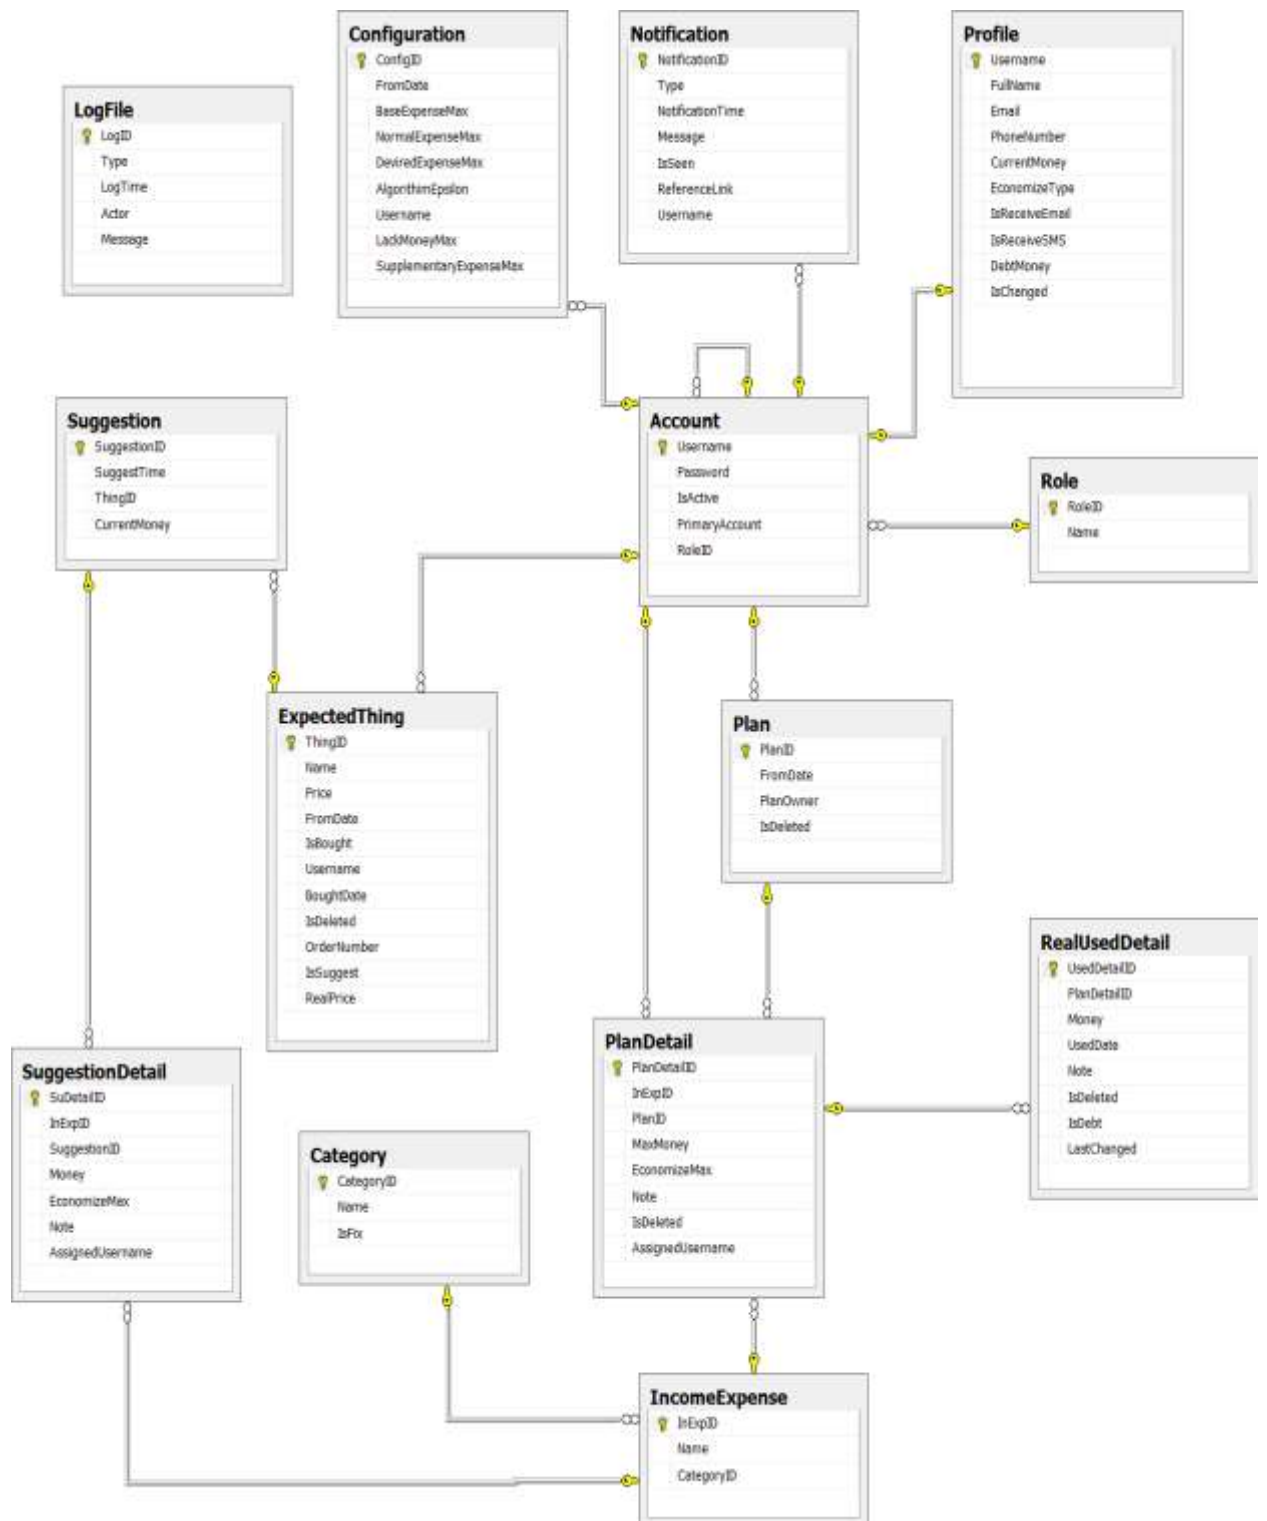 Configuration
ConfigID
FromDate
BaseExpenseMax
NormalExpenseMax
DeviredExpenseMax
AlgorithimEpsilon
Username
LackMoneyMax
SupplementaryExpenseMax
Notification
NotificationID
Type
NotificationTime
Message
IsSeen
ReferenceLink
Username
Profile
Username
FullName
Email
PhoneNumber
CurrentMoney
EconomizeType
IsReceiveEmail
IsReceiveSMS
DebtMoney
IsChanged
LogFile
LogID
Type
LogTime
Actor
Message
Suggestion
SuggestionID
SuggestTime
ThingID
CurrentMoney
Account
Username
Password
IsActive
PrimaryAccount
RoleID
Role
RoleID
Name
ExpectedThing
ThingID
Name
Price
FromDate
IsBought
Username
BoughtDate
IsDeleted
OrderNumber
IsSuggest
RealPrice
Plan
PlanID
FromDate
PlanOwner
IsDeleted
RealUsedDetail
UsedDetailID
PlanDetailID
Money
UsedDate
Note
IsDeleted
IsDebt
LastChanged
SuggestionDetail
SuDetailID
InExpID
SuggestionID
Money
EconomizeMax
Note
AssignedUsername
PlanDetail
PlanDetailID
InExpID
PlanID
MaxMoney
EconomizeMax
Note
IsDeleted
AssignedUsername
Category
CategoryID
Name
IsFix
IncomeExpense
InExpID
Name
CategoryID